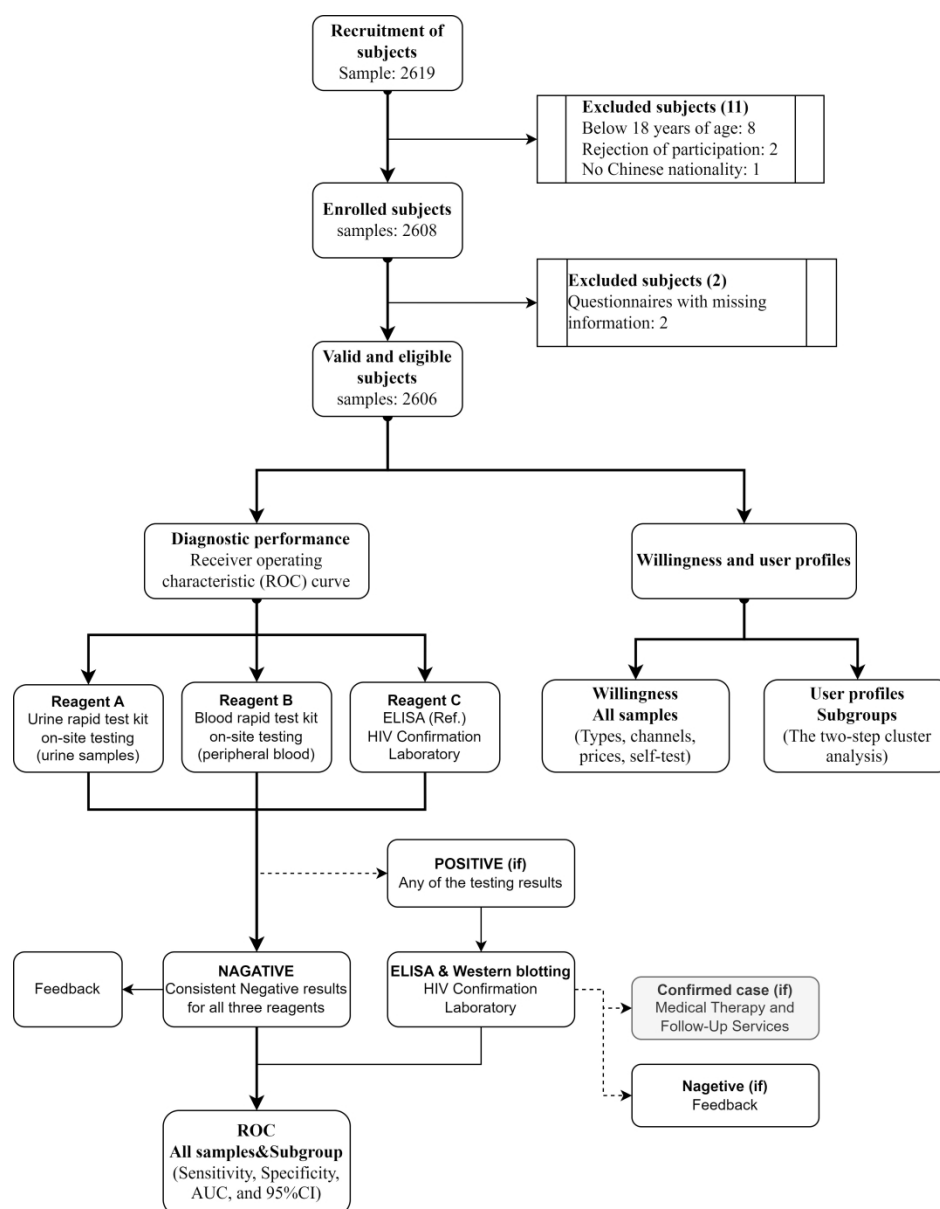 Recruitment of
subjects
Sample: 2619
Excluded subjects (11)
Below 18 years of age: 8
Rejection of participation: 2
No Chinese nationality: 1
Enrolled subjects
samples: 2608
Excluded subjects (2)
Questionnaires with missing
information: 2
Valid and eligible
subjects
samples: 2606
Diagnostic performance
Receiver operating
characteristic (ROC) curve
Willingness and user profiles
Reagent A
Urine rapid test kit
on-site testing
(urine samples)
Reagent B
Blood rapid test kit
on-site testing
(peripheral blood)
Reagent C
ELISA (Ref.)
HIV Confirmation
Laboratory
Willingness
All samples
(Types, channels,
prices, self-test)
User profiles
Subgroups
(The two-step cluster
analysis)
POSITIVE (if)
Any of the testing results
Feedback
NAGATIVE
Consistent Negative results
for all three reagents
ELISA & Western blotting
HIV Confirmation
Laboratory
Confirmed case (if)
Medical Therapy and
Follow-Up Services
Nagetive (if)
Feedback
ROC
All samples&Subgroup
(Sensitivity, Specificity,
AUC, and 95%CI)